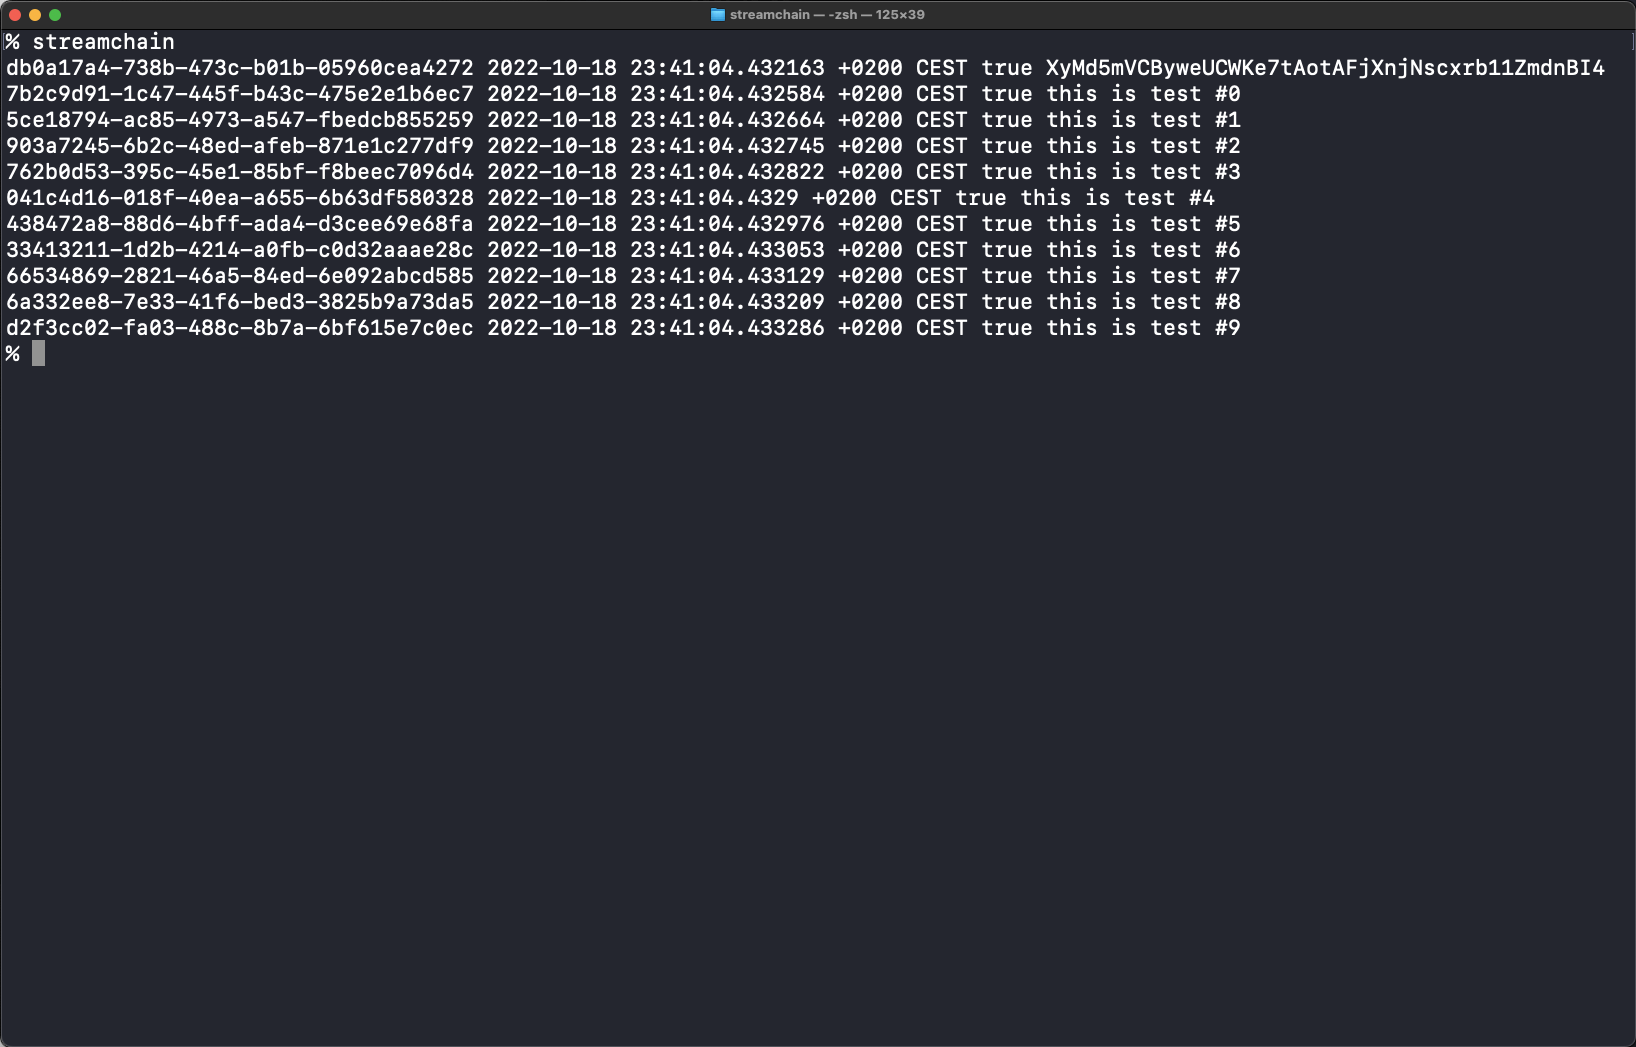 streamchain — -zsh — 125×39
% streamchain
db0a17a4-738b-473c-b01b-05960cea4272 2022-10-18 23:41:04.432163 +0200 CEST true XyMd5mVCByweUCWKe7tAotAFjXnjNscxrb11ZmdnBI4
7b2c9d91-1c47-445f-b43c-475e2e1b6ec7 2022-10-18 23:41:04.432584 +0200 CEST true this is test #0
5ce18794-ac85-4973-a547-fbedcb855259 2022-10-18 23:41:04.432664 +0200 CEST true this is test #1
903a7245-6b2c-48ed-afeb-871e1c277df9 2022-10-18 23:41:04.432745 +0200 CEST true this is test #2
762b0d53-395c-45e1-85bf-f8beec7096d4 2022-10-18 23:41:04.432822 +0200 CEST true this is test #3
041c4d16-018f-40ea-a655-6b63df580328 2022-10-18 23:41:04.4329 +0200 CEST true this is test #4
438472a8-88d6-4bff-ada4-d3cee69e68fa 2022-10-18 23:41:04.432976 +0200 CEST true this is test #5
33413211-1d2b-4214-a0fb-c0d32aaae28c 2022-10-18 23:41:04.433053 +0200 CEST true this is test #6
66534869-2821-46a5-84ed-6e092abcd585 2022-10-18 23:41:04.433129 +0200 CEST true this is test #7
6a332ee8-7e33-41f6-bed3-3825b9a73da5 2022-10-18 23:41:04.433209 +0200 CEST true this is test #8
d2f3cc02-fa03-488c-8b7a-6bf615e7c0ec 2022-10-18 23:41:04.433286 +0200 CEST true this is test #9
%